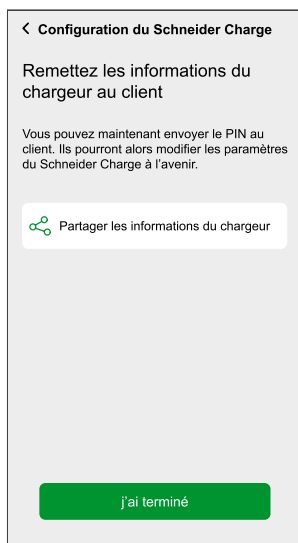 Configuration du Schneider Charge
Remettez les informations du
chargeur au client
Vous pouvez maintenant envoyer le PIN au
client. Ils pourront alors modifier les paramètres
du Schneider Charge à l'avenir.
Partager les informations du chargeur
j'ai terminé